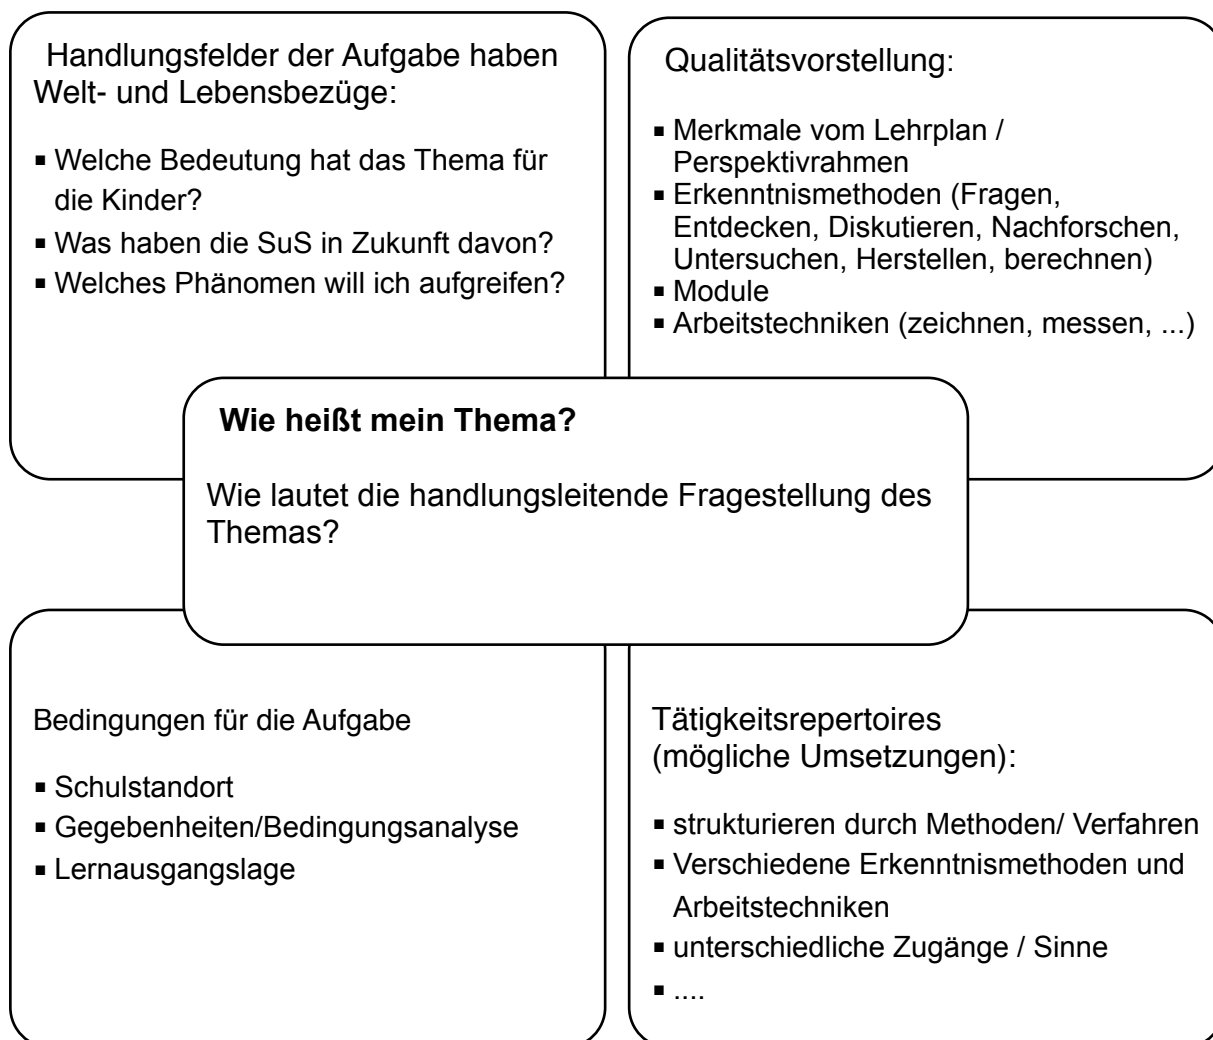 Handlungsfelder der Aufgabe haben
Welt- und Lebensbezüge:
▪ Welche Bedeutung hat das Thema für
die Kinder?
▪ Was haben die SuS in Zukunft davon?
▪ Welches Phänomen will ich aufgreifen?
Qualitätsvorstellung:
▪ Merkmale vom Lehrplan /
Perspektivrahmen
▪ Erkenntnismethoden (Fragen,
Entdecken, Diskutieren, Nachforschen,
Untersuchen, Herstellen, berechnen)
▪ Module
▪ Arbeitstechniken (zeichnen, messen, ...)
Wie heißt mein Thema?
Wie lautet die handlungsleitende Fragestellung des
Themas?
Bedingungen für die Aufgabe
▪ Schulstandort
▪ Gegebenheiten/Bedingungsanalyse
▪ Lernausgangslage
Tätigkeitsrepertoires
(mögliche Umsetzungen):
▪ strukturieren durch Methoden/ Verfahren
▪ Verschiedene Erkenntnismethoden und
Arbeitstechniken
▪ unterschiedliche Zugänge / Sinne
▪ ....